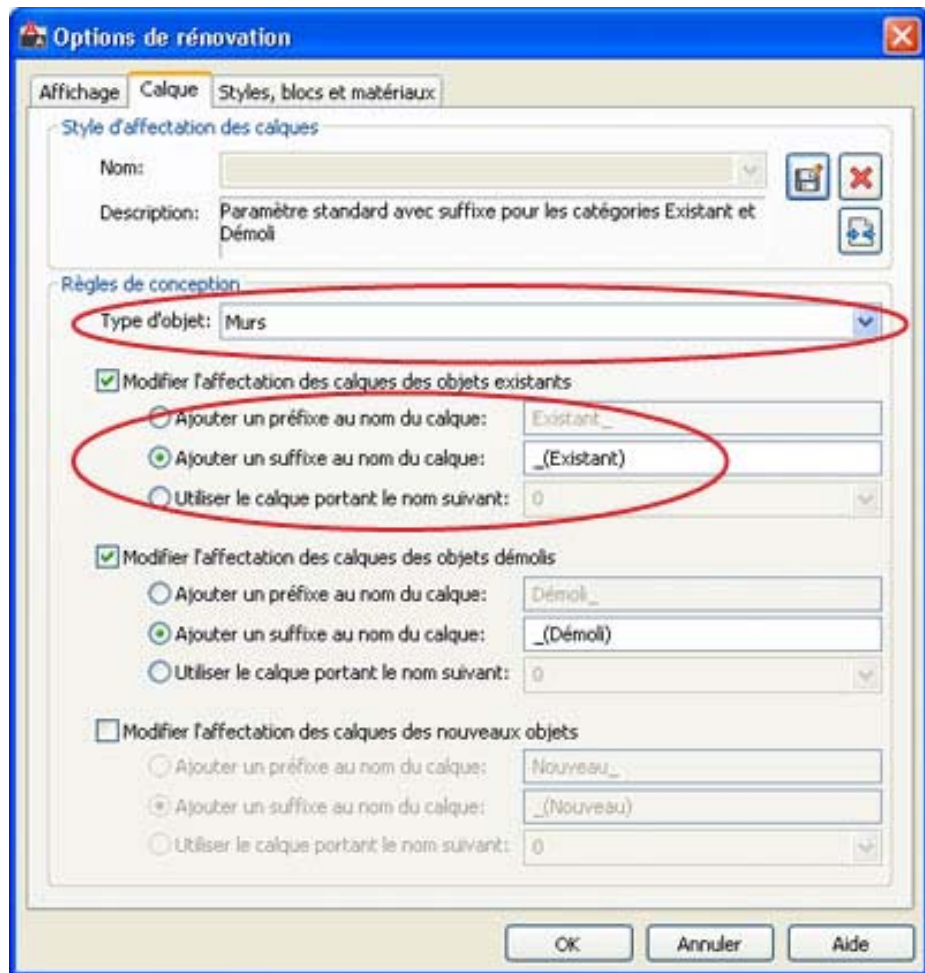 Options de rénovation
Affichage Calque Styles, blocs et matériaux
Style d'affectation des calques
Nom:
Description: Paramètre standard avec suffixe pour les catégories Existant et
Démoli
Règles de conception
Type d'objet: Murs
Modifier l'affectation des calques des objets existants
Ajouter un préfixe au nom du calque: Existant_
Ajouter un suffixe au nom du calque: _(Existant)
Utiliser le calque portant le nom suivant: 0
Modifier l'affectation des calques des objets démolis
Ajouter un préfixe au nom du calque: Démoli_
Ajouter un suffixe au nom du calque: _(Démoli)
Utiliser le calque portant le nom suivant: 0
Modifier l'affectation des calques des nouveaux objets
Ajouter un préfixe au nom du calque: Nouveau_
Ajouter un suffixe au nom du calque: _(Nouveau)
Utiliser le calque portant le nom suivant: 0
OK Annuler Aide